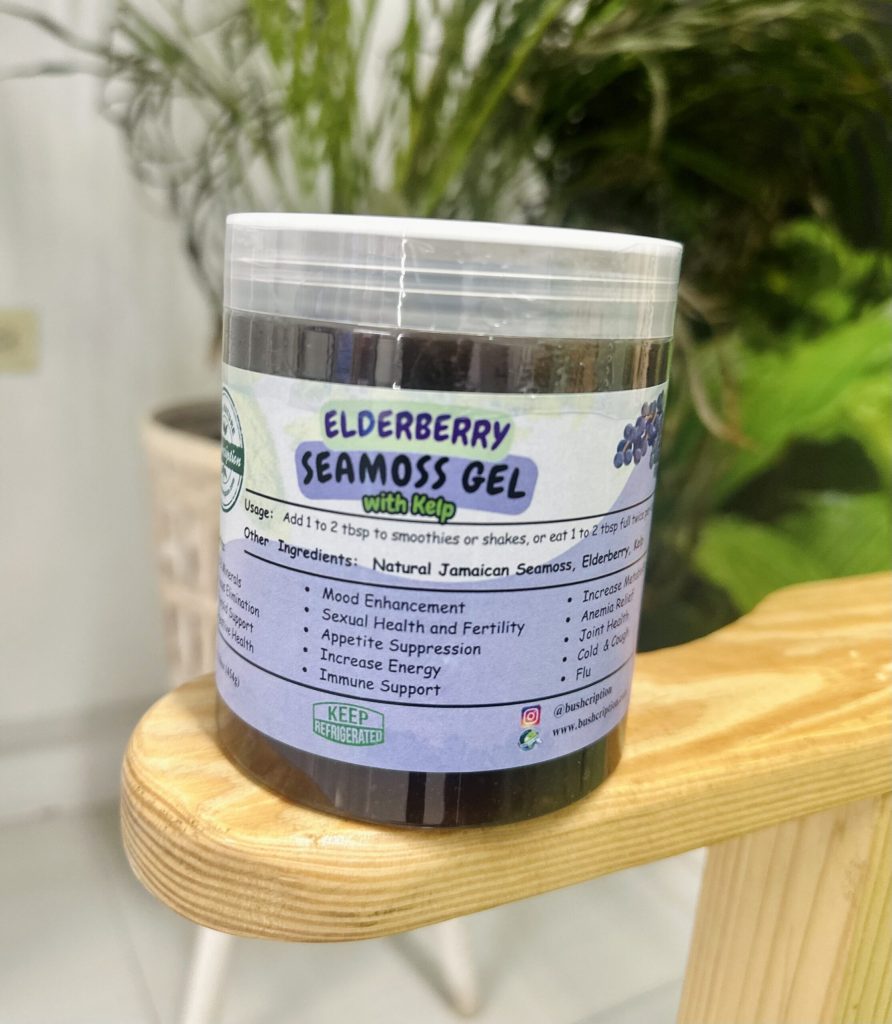 ELDERBERRY
SEAMOSS GEL
with Kelp
Usage: Add 1 to 2 tbsp to smoothies or shakes, or eat 1 to 2 tbsp full twice
Other Ingredients: Natural Jamaican Seamoss, Elderberry, Kelp
Minerals
Elimination
Support
Health
• Mood Enhancement
• Sexual Health and Fertility
• Appetite Suppression
• Increase Energy
• Immune Support
• Increase
• Anemia Relief
• Joint Health
• Cold & Cough
• Flu
(454g)
KEEP
REFRIGERATED
@bushcription
www.bushcription.